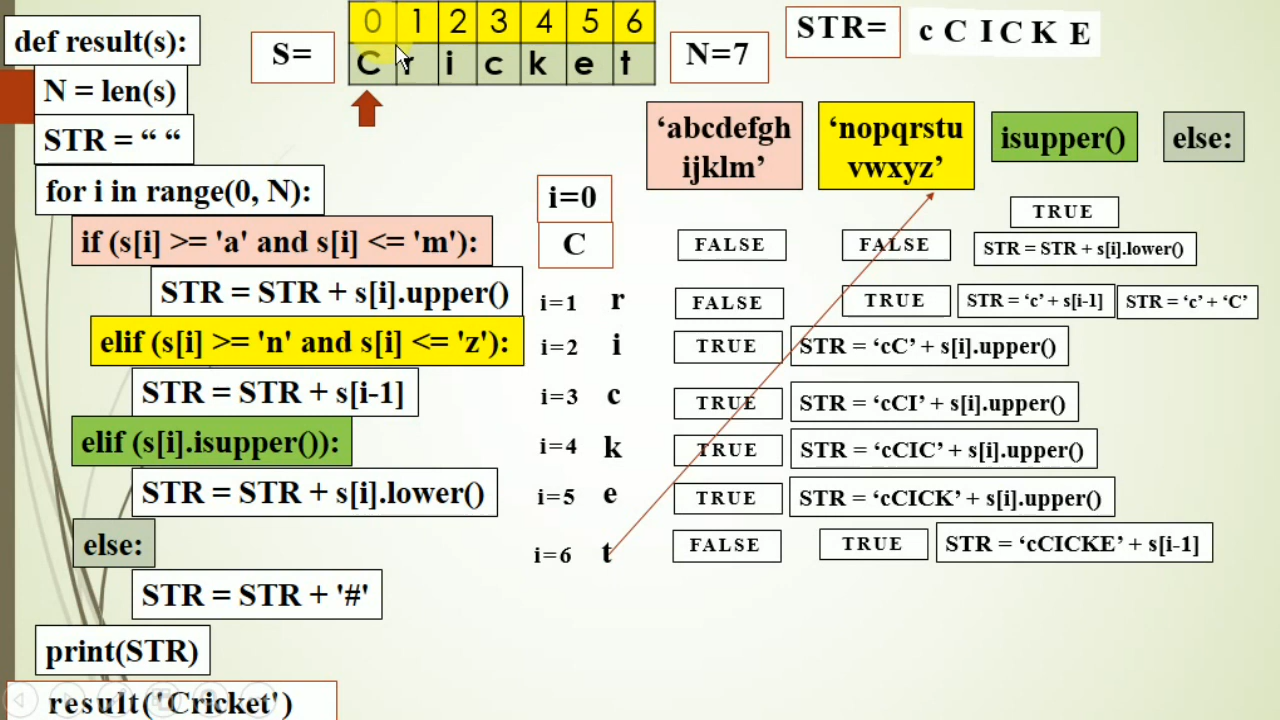 def result(s):
N = len(s)
STR = “ “
for i in range(0, N):
if (s[i] >= 'a' and s[i] <= 'm'):
STR = STR + s[i].upper()
elif (s[i] >= 'n' and s[i] <= 'z'):
STR = STR + s[i-1]
elif (s[i].isupper()):
STR = STR + s[i].lower()
else:
STR = STR + '#'
print(STR)
result('Cricket')
S=
0 1 2 3 4 5 6
C r i c k e t
N=7
STR= c C I C K E
‘abcdefgh
ijklm’
‘nopqrstu
vwxyz’
isupper()
else:
i=0
C
FALSE FALSE TRUE
STR = STR + s[i].lower()
i=1 r FALSE TRUE STR = ‘c’ + s[i-1] STR = ‘c’ + ‘C’
i=2 i TRUE STR = ‘cC’ + s[i].upper()
i=3 c TRUE STR = ‘cCI’ + s[i].upper()
i=4 k TRUE STR = ‘cCIC’ + s[i].upper()
i=5 e TRUE STR = ‘cCICK’ + s[i].upper()
i=6 t FALSE TRUE STR = ‘cCICKE’ + s[i-1]